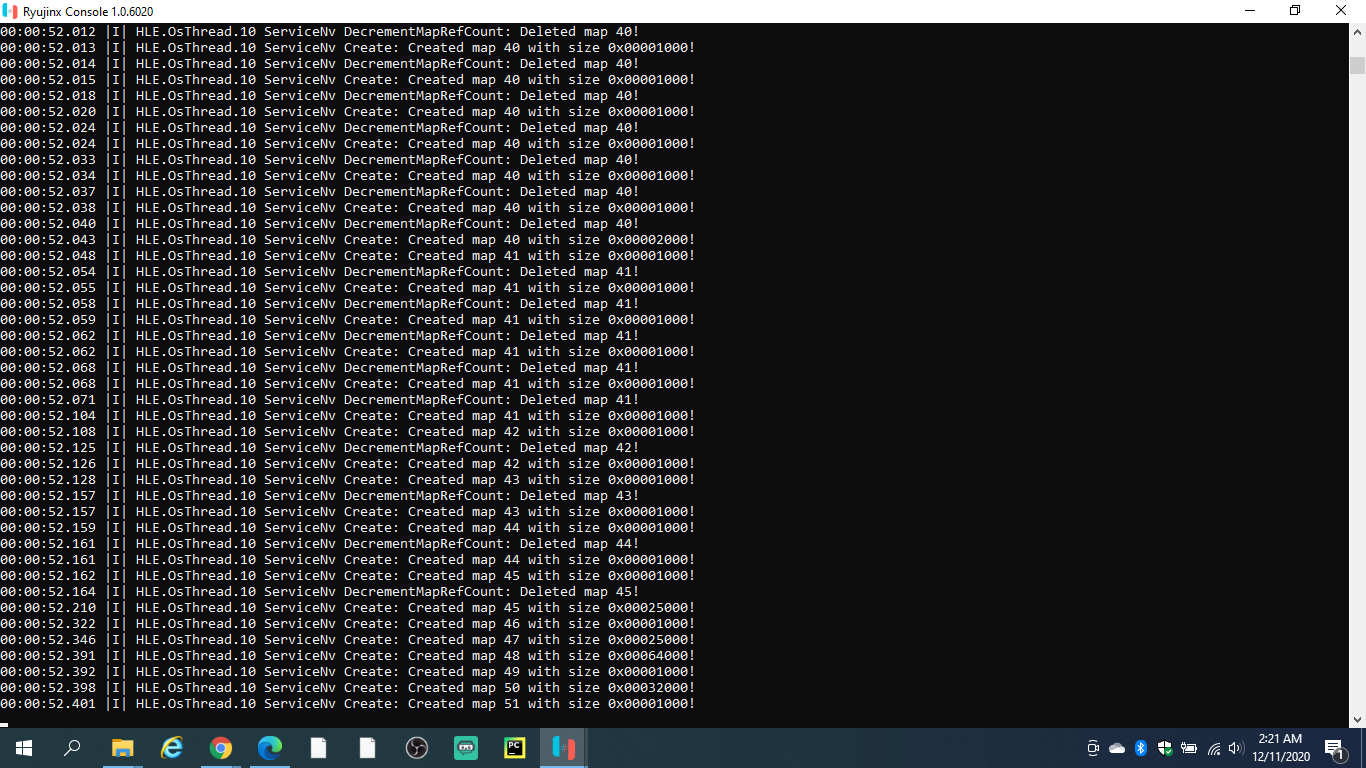 Ryujinx Console 1.0.6020
00:00:52.012 |I| HLE.OsThread.10 ServiceNv DecrementMapRefCount: Deleted map 40!
00:00:52.013 |I| HLE.OsThread.10 ServiceNv Create: Created map 40 with size 0x00001000!
00:00:52.014 |I| HLE.OsThread.10 ServiceNv DecrementMapRefCount: Deleted map 40!
00:00:52.015 |I| HLE.OsThread.10 ServiceNv Create: Created map 40 with size 0x00001000!
00:00:52.018 |I| HLE.OsThread.10 ServiceNv DecrementMapRefCount: Deleted map 40!
00:00:52.020 |I| HLE.OsThread.10 ServiceNv Create: Created map 40 with size 0x00001000!
00:00:52.024 |I| HLE.OsThread.10 ServiceNv DecrementMapRefCount: Deleted map 40!
00:00:52.024 |I| HLE.OsThread.10 ServiceNv Create: Created map 40 with size 0x00001000!
00:00:52.033 |I| HLE.OsThread.10 ServiceNv DecrementMapRefCount: Deleted map 40!
00:00:52.034 |I| HLE.OsThread.10 ServiceNv Create: Created map 40 with size 0x00001000!
00:00:52.037 |I| HLE.OsThread.10 ServiceNv DecrementMapRefCount: Deleted map 40!
00:00:52.038 |I| HLE.OsThread.10 ServiceNv Create: Created map 40 with size 0x00001000!
00:00:52.040 |I| HLE.OsThread.10 ServiceNv DecrementMapRefCount: Deleted map 40!
00:00:52.043 |I| HLE.OsThread.10 ServiceNv Create: Created map 40 with size 0x00002000!
00:00:52.048 |I| HLE.OsThread.10 ServiceNv Create: Created map 41 with size 0x00001000!
00:00:52.054 |I| HLE.OsThread.10 ServiceNv DecrementMapRefCount: Deleted map 41!
00:00:52.055 |I| HLE.OsThread.10 ServiceNv Create: Created map 41 with size 0x00001000!
00:00:52.058 |I| HLE.OsThread.10 ServiceNv DecrementMapRefCount: Deleted map 41!
00:00:52.059 |I| HLE.OsThread.10 ServiceNv Create: Created map 41 with size 0x00001000!
00:00:52.062 |I| HLE.OsThread.10 ServiceNv DecrementMapRefCount: Deleted map 41!
00:00:52.062 |I| HLE.OsThread.10 ServiceNv Create: Created map 41 with size 0x00001000!
00:00:52.068 |I| HLE.OsThread.10 ServiceNv DecrementMapRefCount: Deleted map 41!
00:00:52.068 |I| HLE.OsThread.10 ServiceNv Create: Created map 41 with size 0x00001000!
00:00:52.071 |I| HLE.OsThread.10 ServiceNv DecrementMapRefCount: Deleted map 41!
00:00:52.104 |I| HLE.OsThread.10 ServiceNv Create: Created map 41 with size 0x00001000!
00:00:52.108 |I| HLE.OsThread.10 ServiceNv Create: Created map 42 with size 0x00001000!
00:00:52.125 |I| HLE.OsThread.10 ServiceNv DecrementMapRefCount: Deleted map 42!
00:00:52.126 |I| HLE.OsThread.10 ServiceNv Create: Created map 42 with size 0x00001000!
00:00:52.128 |I| HLE.OsThread.10 ServiceNv Create: Created map 43 with size 0x00001000!
00:00:52.157 |I| HLE.OsThread.10 ServiceNv DecrementMapRefCount: Deleted map 43!
00:00:52.157 |I| HLE.OsThread.10 ServiceNv Create: Created map 43 with size 0x00001000!
00:00:52.159 |I| HLE.OsThread.10 ServiceNv Create: Created map 44 with size 0x00001000!
00:00:52.161 |I| HLE.OsThread.10 ServiceNv DecrementMapRefCount: Deleted map 44!
00:00:52.161 |I| HLE.OsThread.10 ServiceNv Create: Created map 44 with size 0x00001000!
00:00:52.162 |I| HLE.OsThread.10 ServiceNv Create: Created map 45 with size 0x00001000!
00:00:52.164 |I| HLE.OsThread.10 ServiceNv DecrementMapRefCount: Deleted map 45!
00:00:52.210 |I| HLE.OsThread.10 ServiceNv Create: Created map 45 with size 0x00025000!
00:00:52.322 |I| HLE.OsThread.10 ServiceNv Create: Created map 46 with size 0x00001000!
00:00:52.346 |I| HLE.OsThread.10 ServiceNv Create: Created map 47 with size 0x00025000!
00:00:52.391 |I| HLE.OsThread.10 ServiceNv Create: Created map 48 with size 0x00064000!
00:00:52.392 |I| HLE.OsThread.10 ServiceNv Create: Created map 49 with size 0x00001000!
00:00:52.398 |I| HLE.OsThread.10 ServiceNv Create: Created map 50 with size 0x00032000!
00:00:52.401 |I| HLE.OsThread.10 ServiceNv Create: Created map 51 with size 0x00001000!
PC
2:21 AM
12/11/2020
1